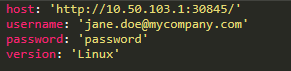 host: 'http://10.50.103.1:30845/'
username: 'jane.doe@mycompany.com'
password: 'password'
version: 'Linux'